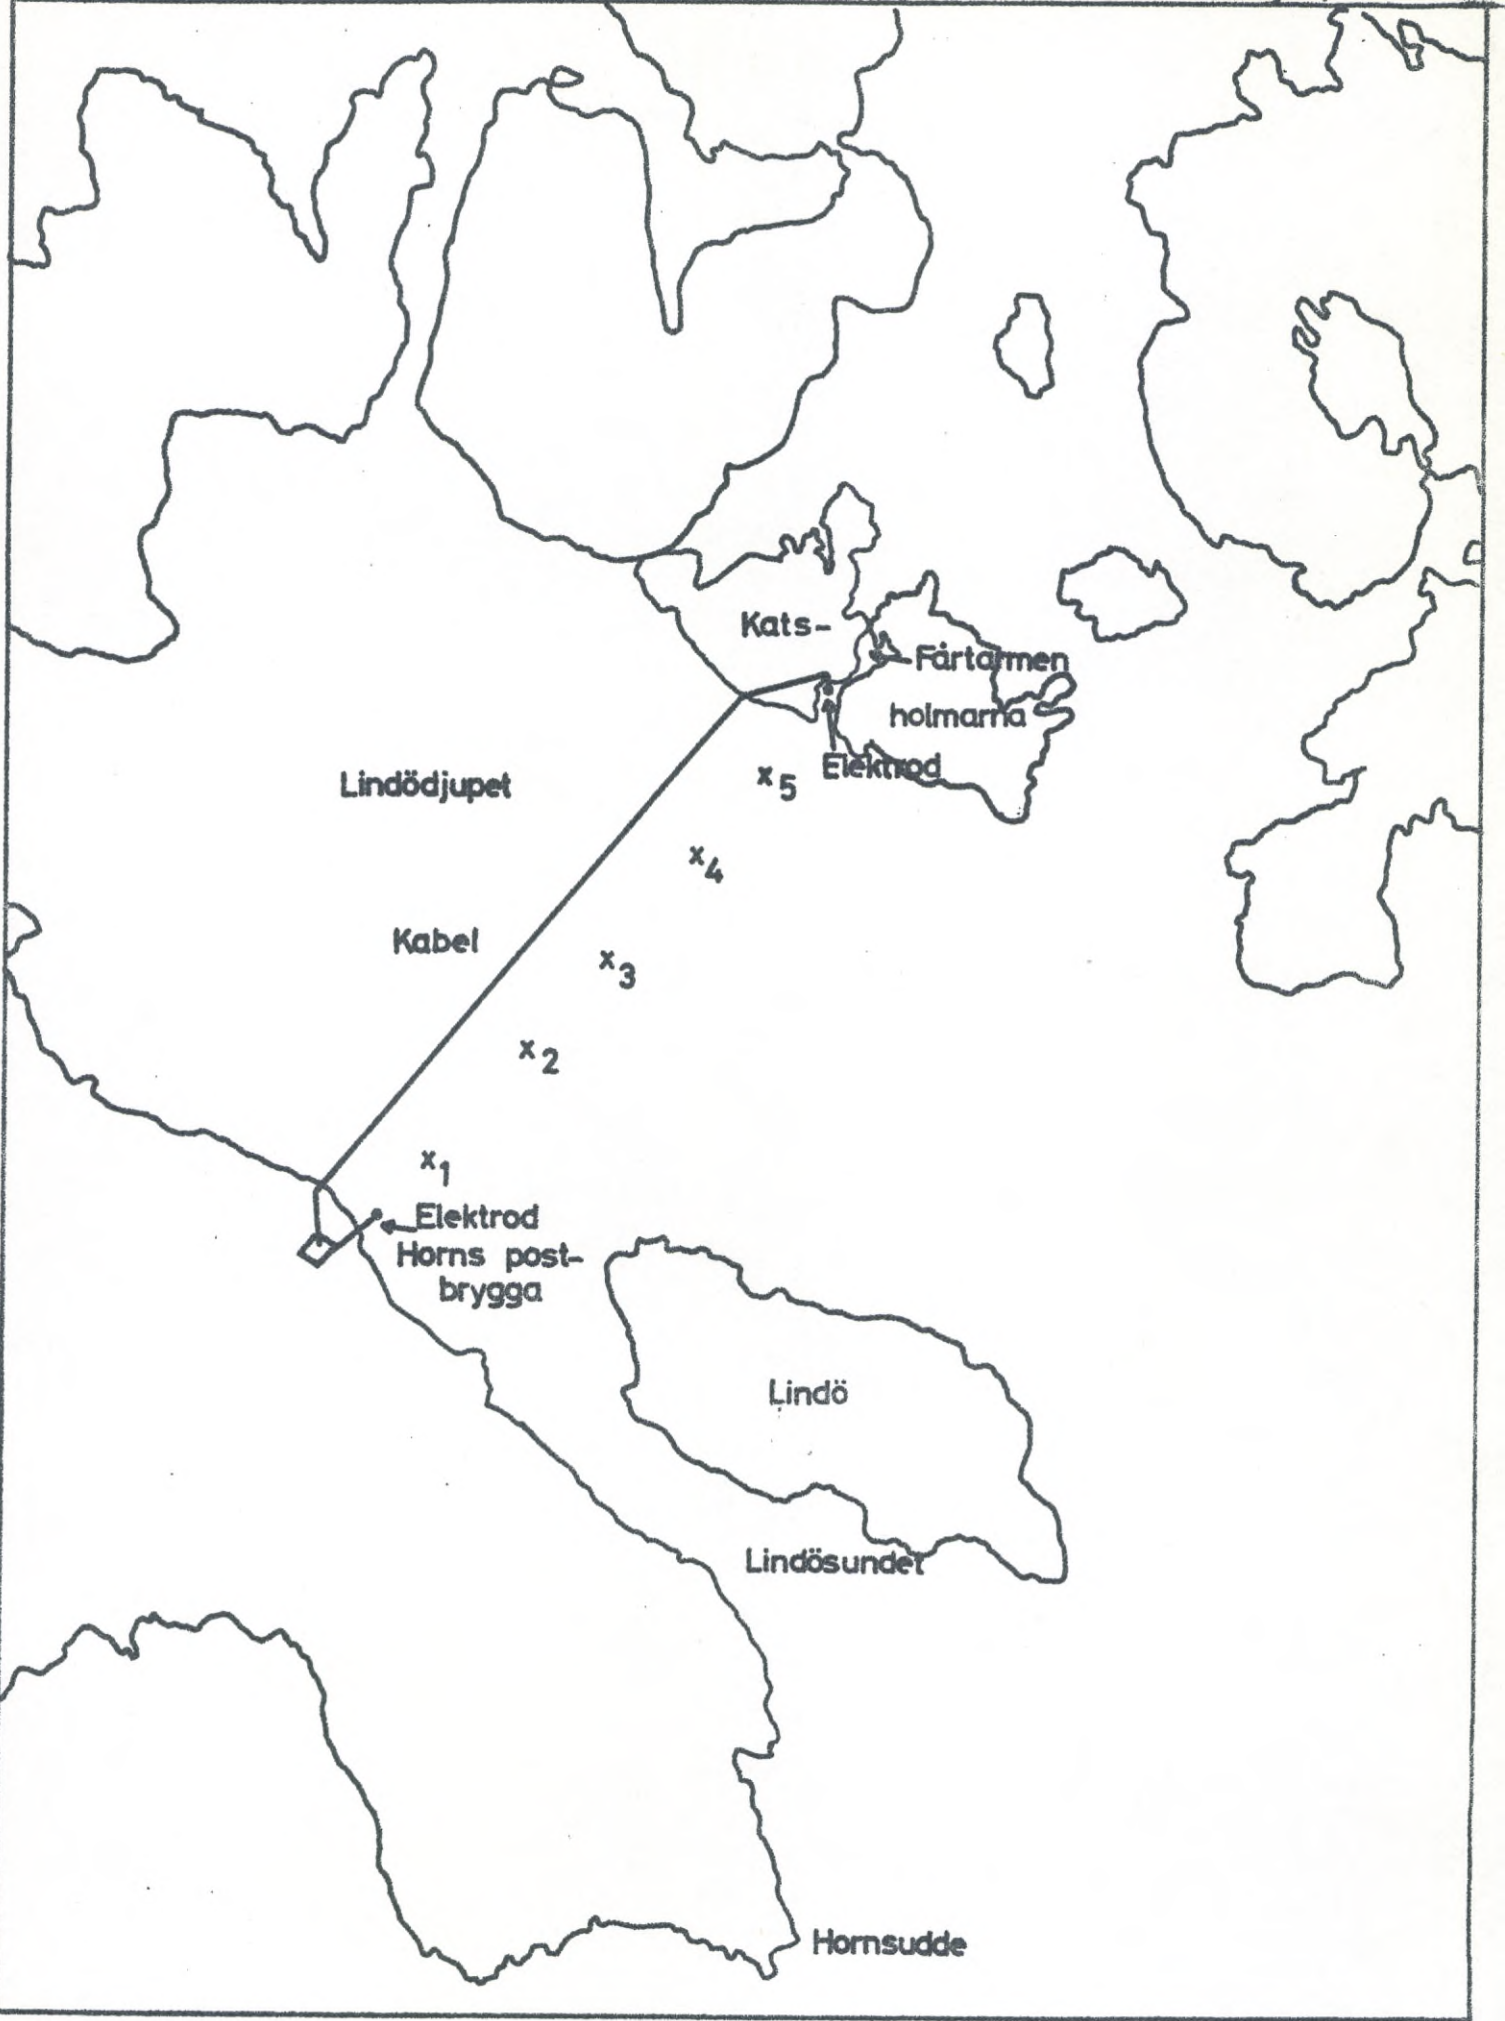 Kats-
Fårtarmen
holmarna
Elektrod
x5
Lindödjupet
x4
Kabel
x3
x2
x1
Elektrod
Horns post-
brygga
Lindö
Lindösundet
Hornsudde